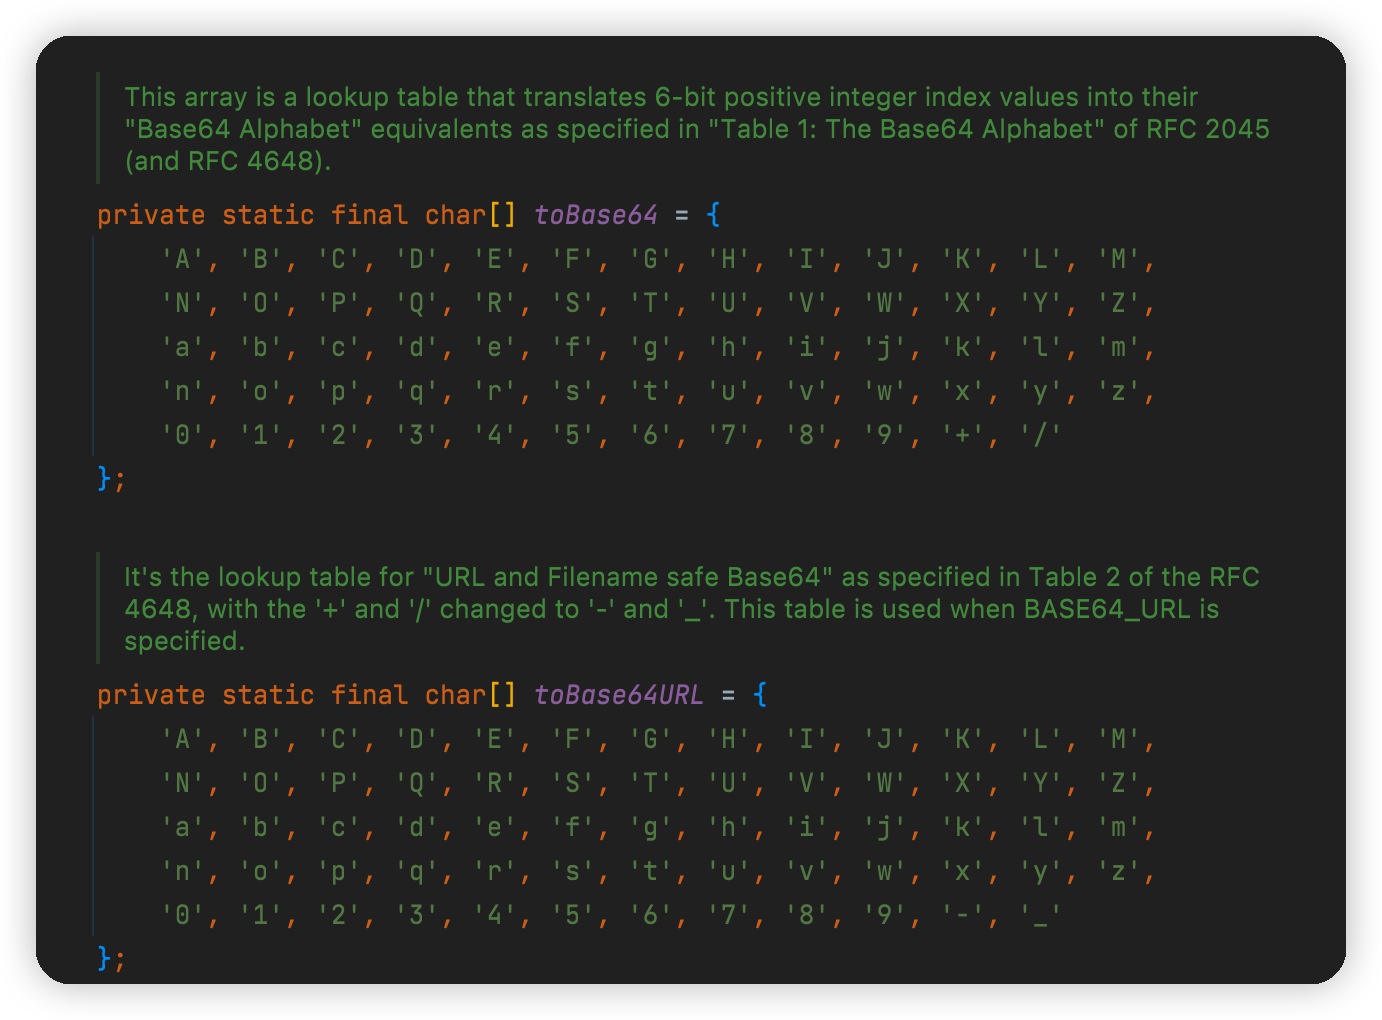 This array is a lookup table that translates 6-bit positive integer index values into their
"Base64 Alphabet" equivalents as specified in "Table 1: The Base64 Alphabet" of RFC 2045
(and RFC 4648).
private static final char[] toBase64 = {
    'A', 'B', 'C', 'D', 'E', 'F', 'G', 'H', 'I', 'J', 'K', 'L', 'M',
    'N', 'O', 'P', 'Q', 'R', 'S', 'T', 'U', 'V', 'W', 'X', 'Y', 'Z',
    'a', 'b', 'c', 'd', 'e', 'f', 'g', 'h', 'i', 'j', 'k', 'l', 'm',
    'n', 'o', 'p', 'q', 'r', 's', 't', 'u', 'v', 'w', 'x', 'y', 'z',
    '0', '1', '2', '3', '4', '5', '6', '7', '8', '9', '+', '/'
};
It's the lookup table for "URL and Filename safe Base64" as specified in Table 2 of the RFC
4648, with the '+' and '/' changed to '-' and '_'. This table is used when BASE64_URL is
specified.
private static final char[] toBase64URL = {
    'A', 'B', 'C', 'D', 'E', 'F', 'G', 'H', 'I', 'J', 'K', 'L', 'M',
    'N', 'O', 'P', 'Q', 'R', 'S', 'T', 'U', 'V', 'W', 'X', 'Y', 'Z',
    'a', 'b', 'c', 'd', 'e', 'f', 'g', 'h', 'i', 'j', 'k', 'l', 'm',
    'n', 'o', 'p', 'q', 'r', 's', 't', 'u', 'v', 'w', 'x', 'y', 'z',
    '0', '1', '2', '3', '4', '5', '6', '7', '8', '9', '-', '_'
};